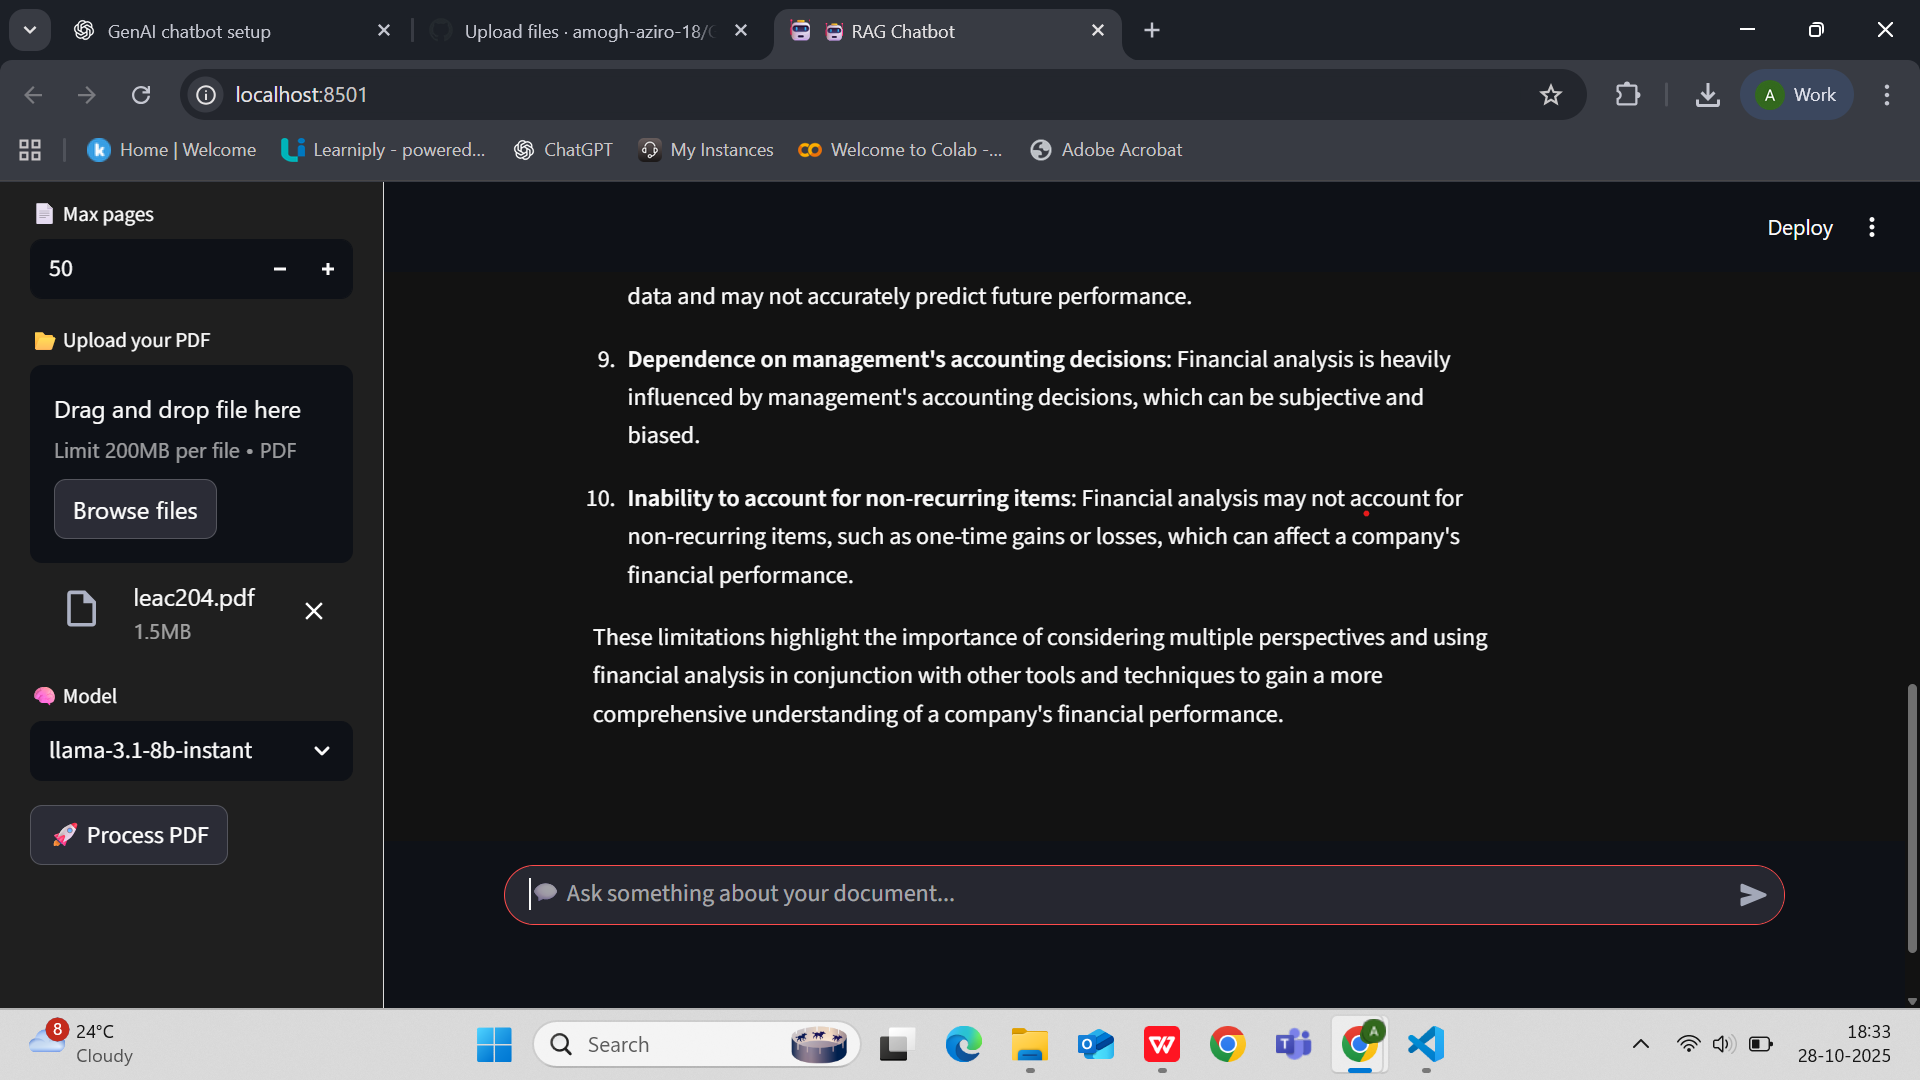 GenAI chatbot setup
Upload files · amogh-aziro-18/
RAG Chatbot
localhost:8501
A Work
Home | Welcome
Learniply - powered...
ChatGPT
My Instances
Welcome to Colab -...
Adobe Acrobat
Max pages
50
Upload your PDF
Drag and drop file here
Limit 200MB per file • PDF
Browse files
leac204.pdf
1.5MB
Model
llama-3.1-8b-instant
Process PDF
Deploy
data and may not accurately predict future performance.
9. Dependence on management's accounting decisions: Financial analysis is heavily
influenced by management's accounting decisions, which can be subjective and
biased.
10. Inability to account for non-recurring items: Financial analysis may not account for
non-recurring items, such as one-time gains or losses, which can affect a company's
financial performance.
These limitations highlight the importance of considering multiple perspectives and using
financial analysis in conjunction with other tools and techniques to gain a more
comprehensive understanding of a company's financial performance.
Ask something about your document...
8
24°C
Cloudy
Search
A
18:33
28-10-2025